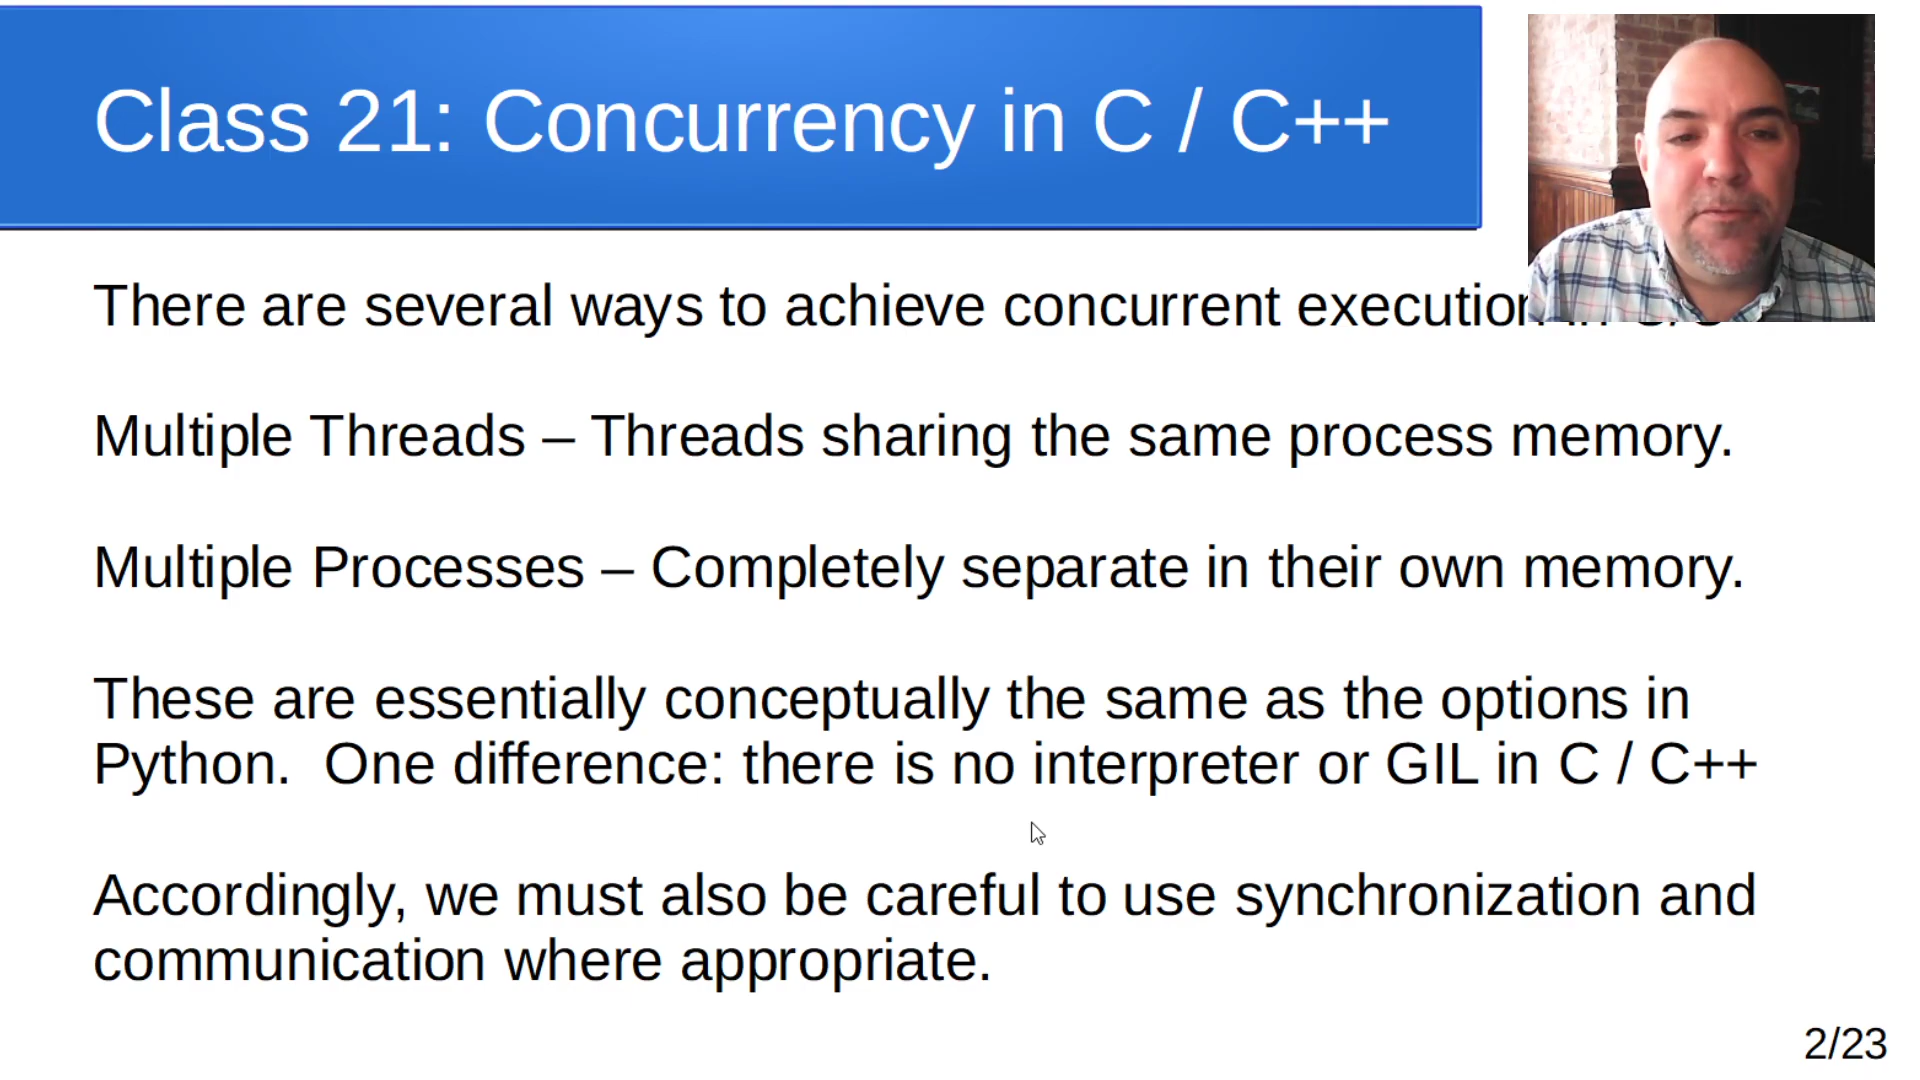 Class 21: Concurrency in C / C++
There are several ways to achieve concurrent execution in
Multiple Threads – Threads sharing the same process memory.
Multiple Processes – Completely separate in their own memory.
These are essentially conceptually the same as the options in
Python.  One difference: there is no interpreter or GIL in C / C++
Accordingly, we must also be careful to use synchronization and
communication where appropriate.
2/23